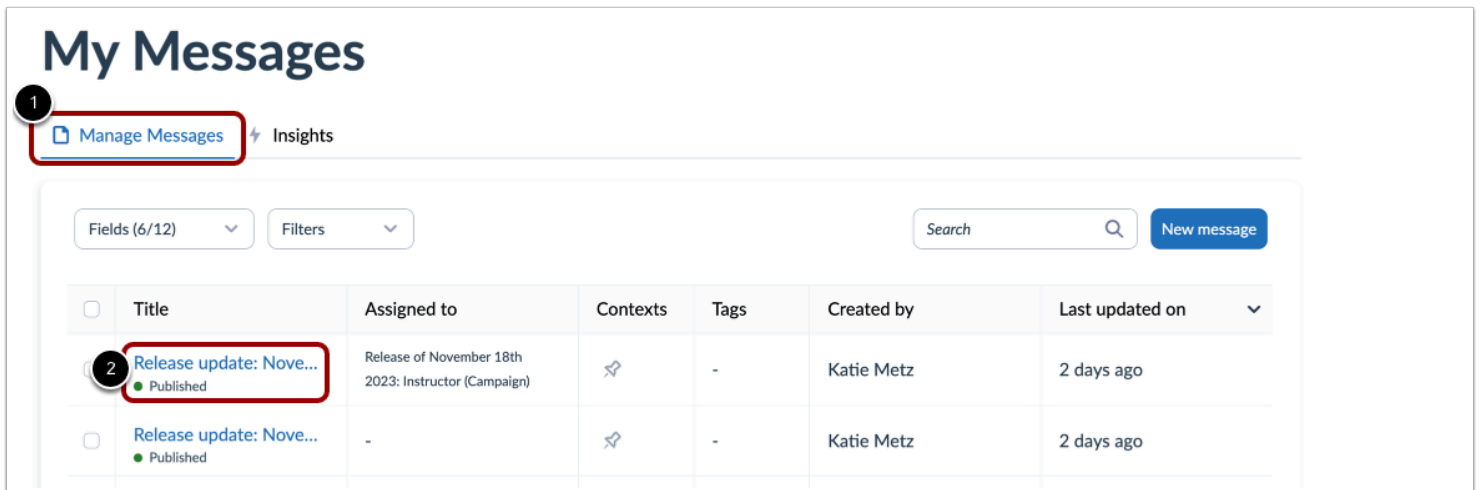 My Messages
1
Manage Messages Insights
Fields (6/12) Filters Search New message
Title Assigned to Contexts Tags Created by Last updated on
2 Release update: Nove... Release of November 18th
Published 2023: Instructor (Campaign) - Katie Metz 2 days ago
Release update: Nove...
Published - - Katie Metz 2 days ago